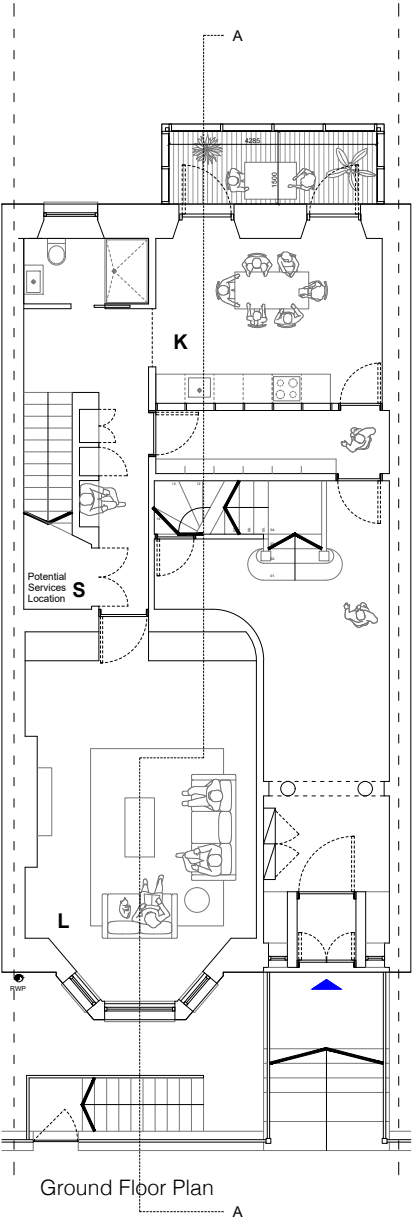 A
4285
1500
K
Potential
Services
Location
S
L
RWP
Ground Floor Plan
A